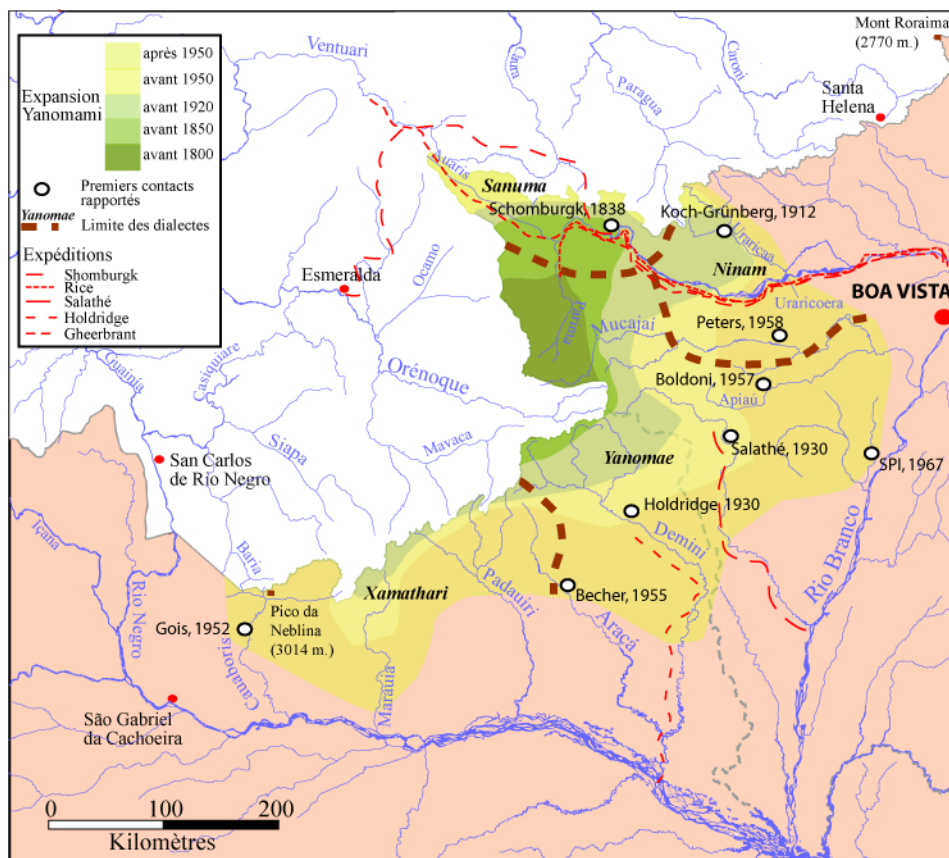 Expansion
Yanomami
après 1950
avant 1950
avant 1920
avant 1850
avant 1800
Premiers contacts
rapportés
Yanomae
Limite des dialectes
Expéditions
Shomburgk
Rice
Salathé
Holdridge
Gheerbrant
Mont Roraima
(2770 m.)
Ventuari
Caura
Caroni
Paragua
Santa
Helena
Auaris
Sanuma
Schomburgk, 1838
Koch-Grünberg, 1912
Uraricaa
Ninam
Ocamo
Esmeralda
BOA VISTA
Uraricoera
Parima
Mucajaí
Peters, 1958
Orénoque
Boldoni, 1957
Apiaú
Ouainia
Casiquiare
Siapa
Mavaca
Yanomae
Salathé, 1930
SPI, 1967
San Carlos
de Rio Negro
Holdridge, 1930
Demini
Içana
Rio Negro
Baria
Xamathari
Padauiri
Becher, 1955
Rio Branco
Pico da
Neblina
(3014 m.)
Gois, 1952
Cauaboris
Marauia
Aracá
São Gabriel
da Cachoeira
0 100 200
Kilomètres